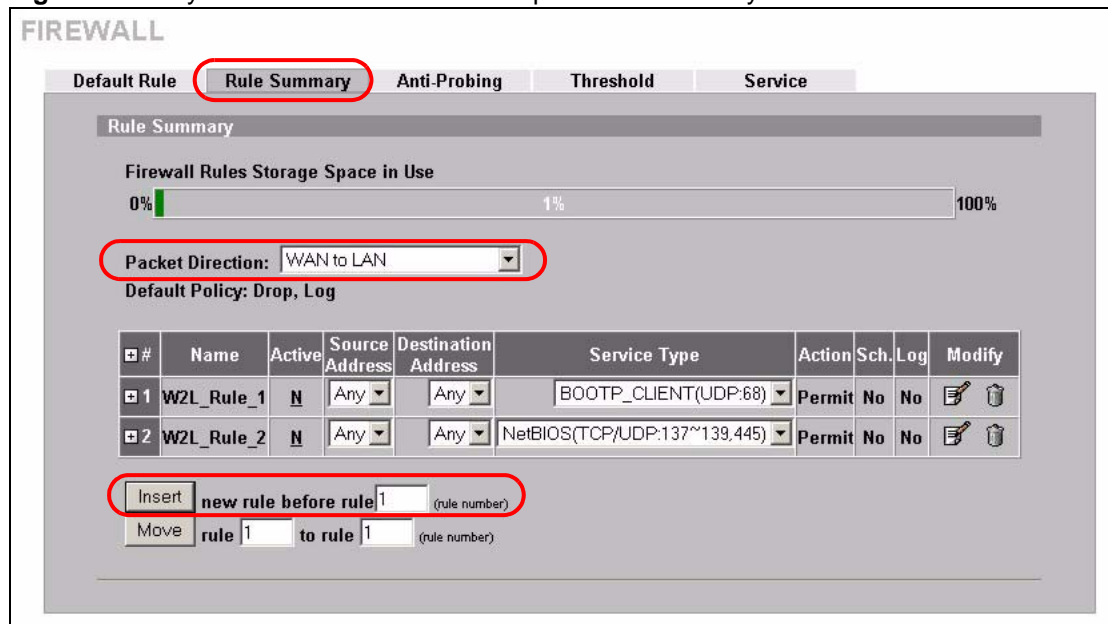 FIREWALL
Default Rule Rule Summary Anti-Probing Threshold Service
Rule Summary
Firewall Rules Storage Space in Use
0% 1% 100%
Packet Direction: WAN to LAN
Default Policy: Drop, Log
# Name Active Source Address Destination Address Service Type Action Sch. Log Modify
1 W2L_Rule_1 N Any Any BOOTP_CLIENT(UDP:68) Permit No No
2 W2L_Rule_2 N Any Any NetBIOS(TCP/UDP:137~139,445) Permit No No
Insert new rule before rule 1 (rule number)
Move rule 1 to rule 1 (rule number)